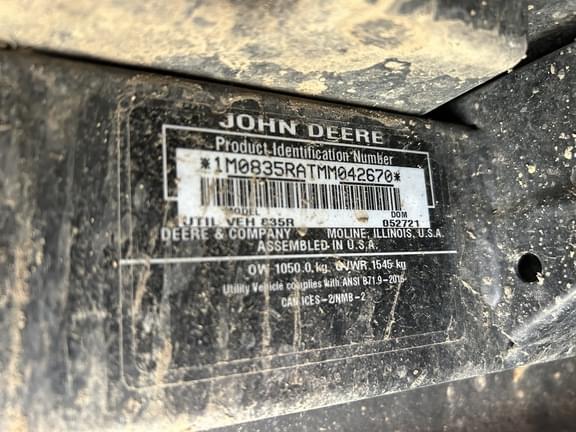 JOHN DEERE
Product Identification Number
*1M0835RATMM042670*
MODEL DOM
UTIL VEH 835R 052721
DEERE & COMPANY MOLINE, ILLINOIS, U.S.A.
ASSEMBLED IN U.S.A.
OW 1050.0, kg, GVWR 1545 kg
Utility Vehicle complies with ANSI B71.9-2016
CAN ICES-2/NMB-2